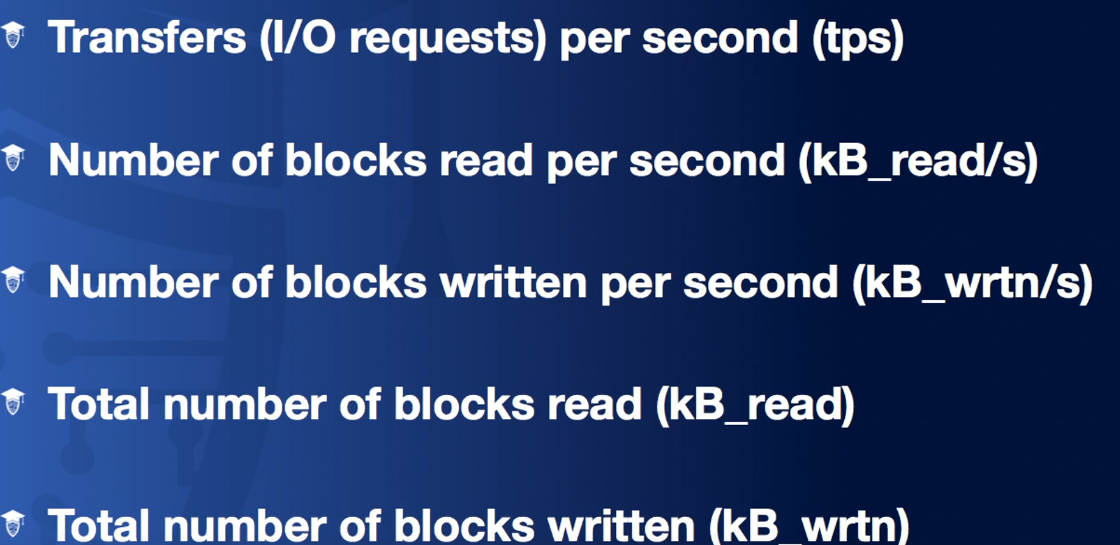 Transfers (I/O requests) per second (tps)
Number of blocks read per second (kB_read/s)
Number of blocks written per second (kB_wrtn/s)
Total number of blocks read (kB_read)
Total number of blocks written (kB_wrtn)